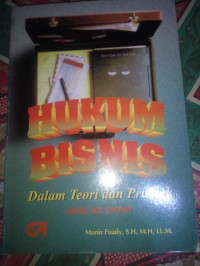 HUKUM
BISNIS
Dalam Teori dan Praktek
Munir Fuady, S.H, M.H, LL.M.